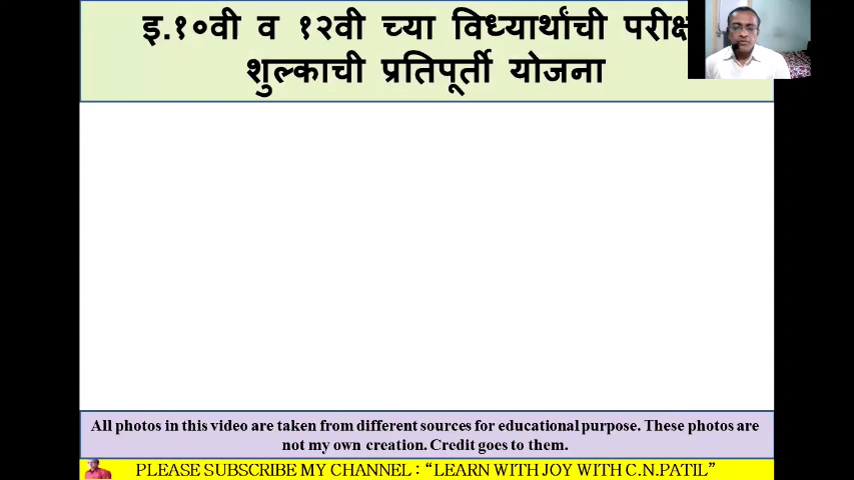 इ.१०वी व १२वी च्या विध्यार्थांची
शुल्काची प्रतिपूर्ती योजना
All photos in this video are taken from different sources for educational purpose. These photos are
not my own creation. Credit goes to them.
PLEASE SUBSCRIBE MY CHANNEL : “LEARN WITH JOY WITH C.N.PATIL”